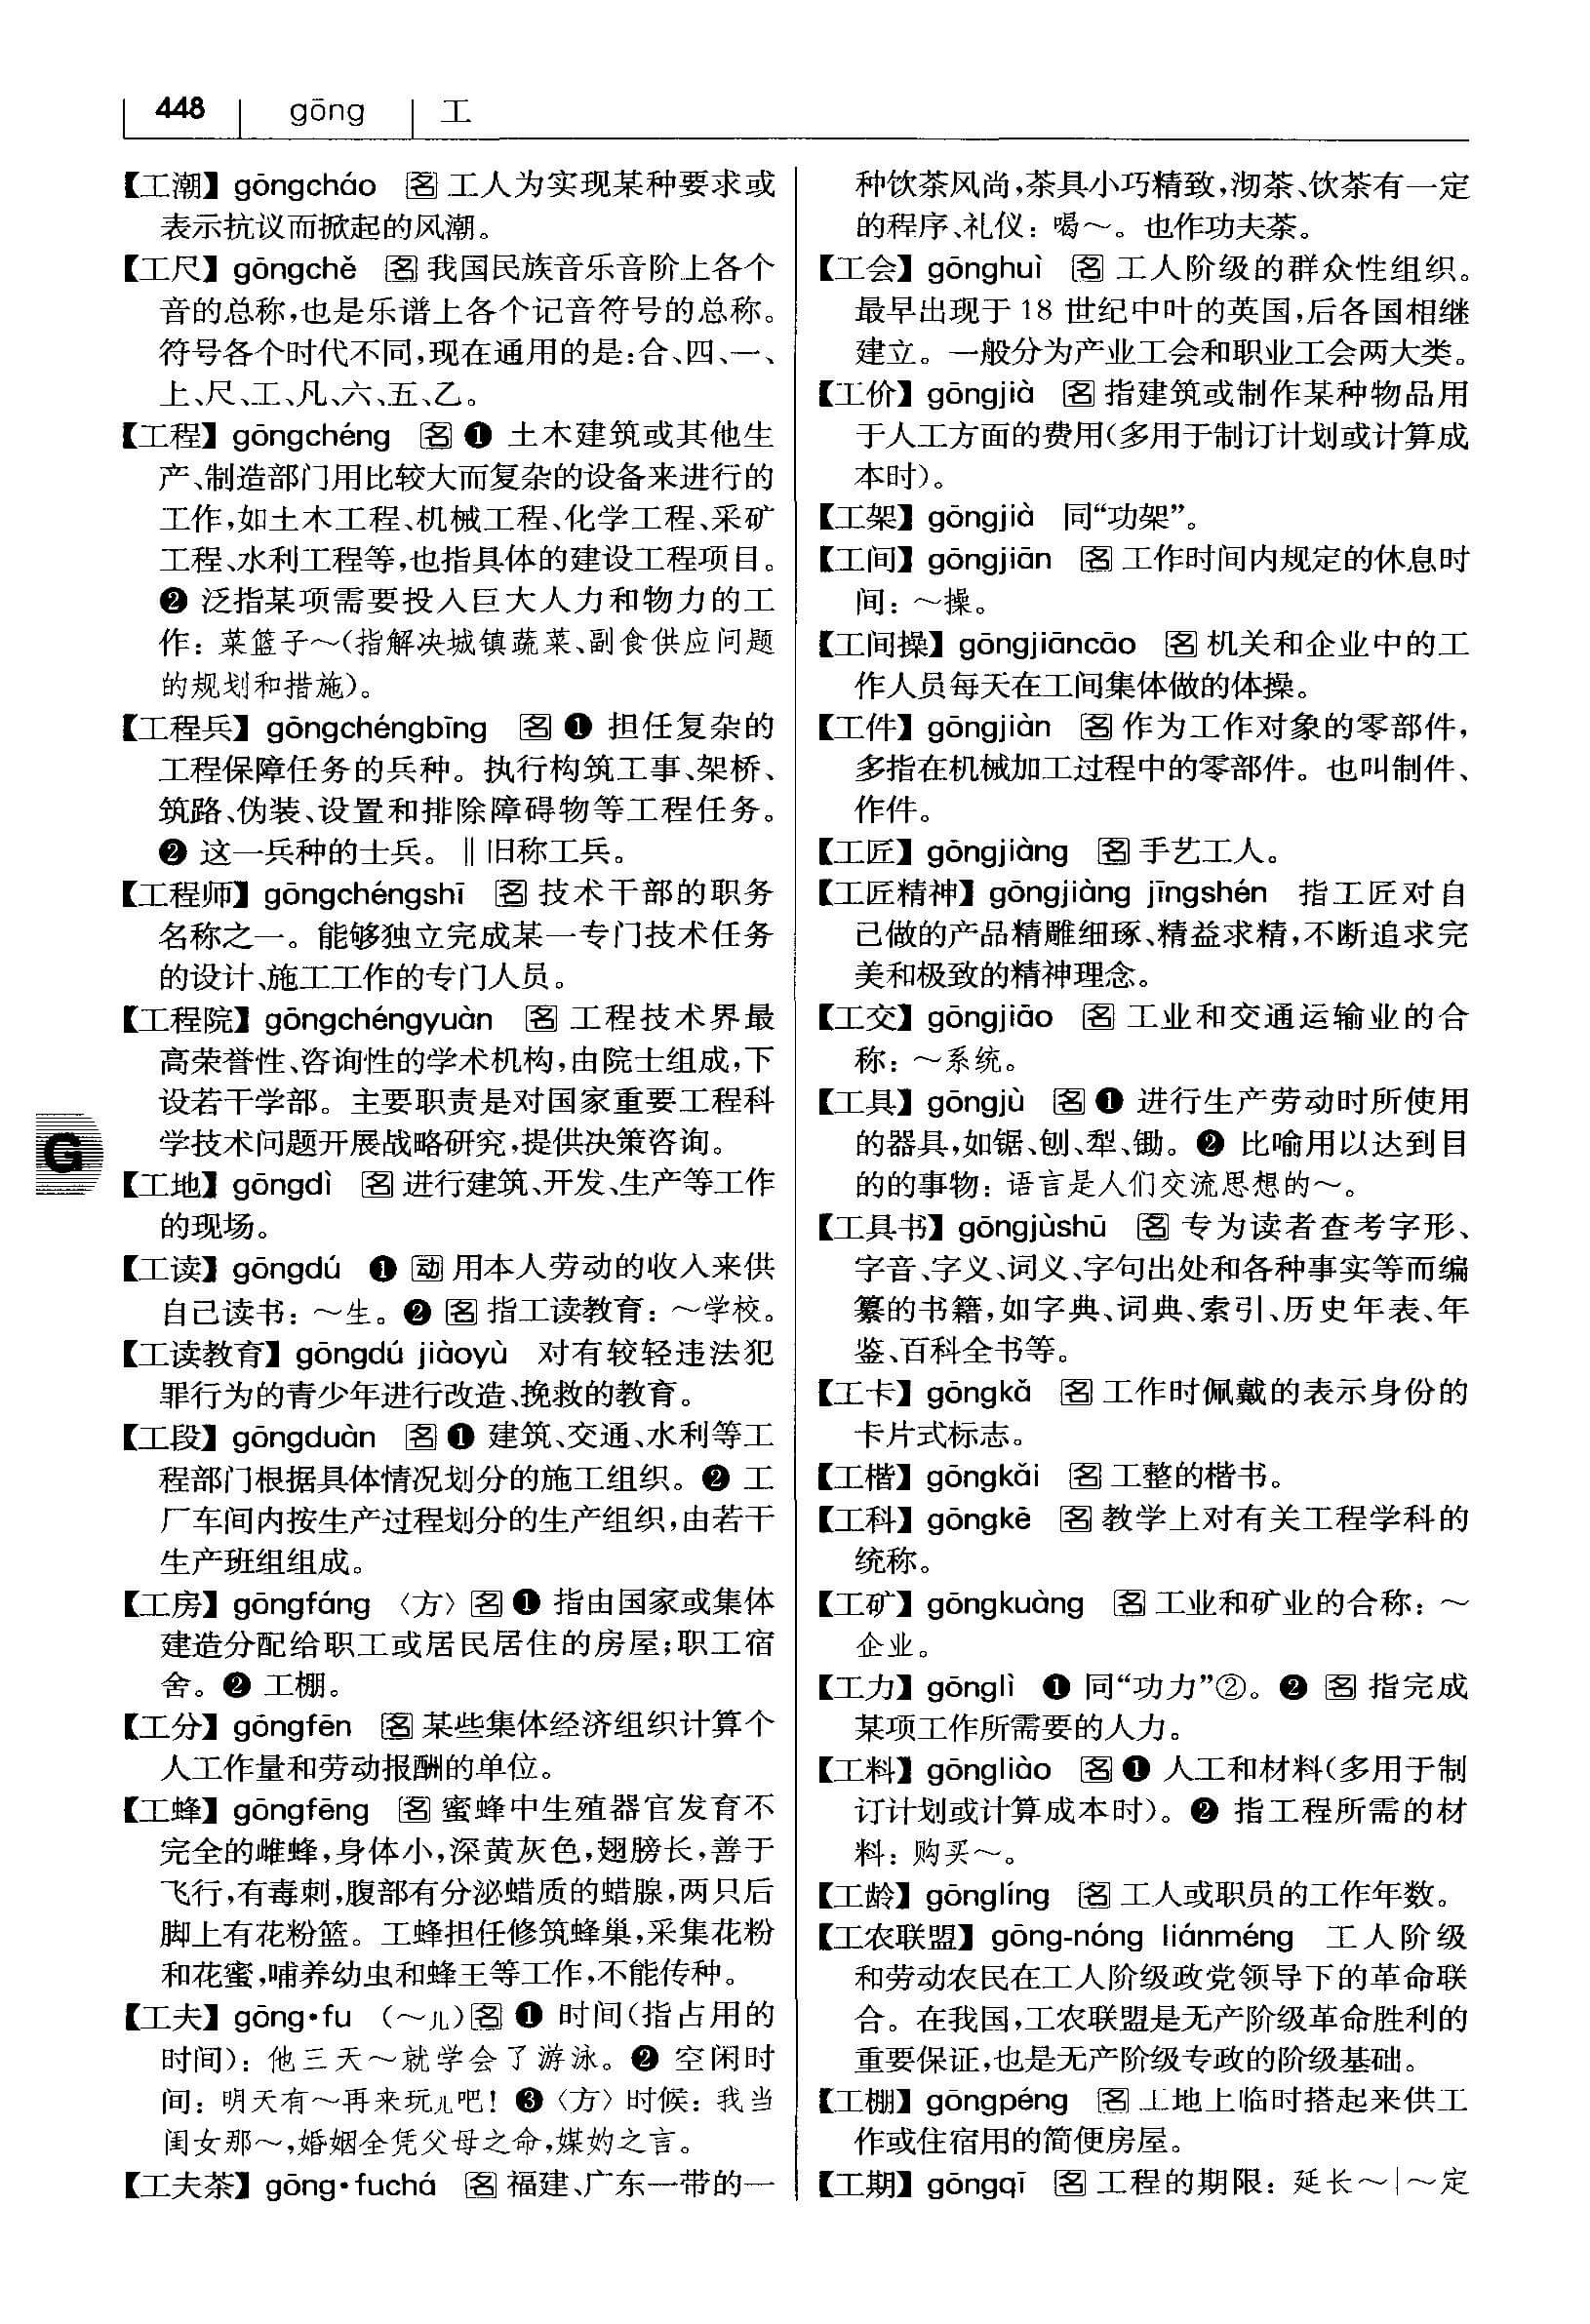 448 gōng 工
【工潮】gōngcháo 名 工人为实现某种要求或
表示抗议而掀起的风潮。
【工尺】gōngchě 名 我国民族音乐音阶上各个
音的总称,也是乐谱上各个记音符号的总称。
符号各个时代不同,现在通用的是:合、四、一、
上、尺、工、凡、六、五、乙。
【工程】gōngchéng 名 ❶ 土木建筑或其他生
产、制造部门用比较大而复杂的设备来进行的
工作,如土木工程、机械工程、化学工程、采矿
工程、水利工程等,也指具体的建设工程项目。
❷ 泛指某项需要投入巨大人力和物力的工
作:菜篮子～(指解决城镇蔬菜、副食供应问题
的规划和措施)。
【工程兵】gōngchéngbīng 名 ❶ 担任复杂的
工程保障任务的兵种。执行构筑工事、架桥、
筑路、伪装、设置和排除障碍物等工程任务。
❷ 这一兵种的士兵。‖旧称工兵。
【工程师】gōngchéngshī 名 技术干部的职务
名称之一。能够独立完成某一专门技术任务
的设计、施工工作的专门人员。
【工程院】gōngchéngyuàn 名 工程技术界最
高荣誉性、咨询性的学术机构,由院士组成,下
设若干学部。主要职责是对国家重要工程科
学技术问题开展战略研究,提供决策咨询。
【工地】gōngdì 名 进行建筑、开发、生产等工作
的现场。
【工读】gōngdú ❶ 动 用本人劳动的收入来供
自己读书:～生。❷ 名 指工读教育:～学校。
【工读教育】gōngdú jiàoyù 对有较轻违法犯
罪行为的青少年进行改造、挽救的教育。
【工段】gōngduàn 名 ❶ 建筑、交通、水利等工
程部门根据具体情况划分的施工组织。❷ 工
厂车间内按生产过程划分的生产组织,由若干
生产班组组成。
【工房】gōngfáng 〈方〉名 ❶ 指由国家或集体
建造分配给职工或居民居住的房屋;职工宿
舍。❷ 工棚。
【工分】gōngfēn 名 某些集体经济组织计算个
人工作量和劳动报酬的单位。
【工蜂】gōngfēng 名 蜜蜂中生殖器官发育不
完全的雌蜂,身体小,深黄灰色,翅膀长,善于
飞行,有毒刺,腹部有分泌蜡质的蜡腺,两只后
脚上有花粉篮。工蜂担任修筑蜂巢,采集花粉
和花蜜,哺养幼虫和蜂王等工作,不能传种。
【工夫】gōng•fu (～儿)名 ❶ 时间(指占用的
时间):他三天～就学会了游泳。❷ 空闲时
间:明天有～再来玩儿吧! ❸〈方〉时候:我当
闺女那～,婚姻全凭父母之命,媒妁之言。
【工夫茶】gōng•fuchá 名 福建、广东一带的一
G
种饮茶风尚,茶具小巧精致,沏茶、饮茶有一定
的程序、礼仪:喝～。也作功夫茶。
【工会】gōnghuì 名 工人阶级的群众性组织。
最早出现于 18 世纪中叶的英国,后各国相继
建立。一般分为产业工会和职业工会两大类。
【工价】gōngjià 名 指建筑或制作某种物品用
于人工方面的费用(多用于制订计划或计算成
本时)。
【工架】gōngjià 同“功架”。
【工间】gōngjiān 名 工作时间内规定的休息时
间:～操。
【工间操】gōngjiāncāo 名 机关和企业中的工
作人员每天在工间集体做的体操。
【工件】gōngjiàn 名 作为工作对象的零部件,
多指在机械加工过程中的零部件。也叫制件、
作件。
【工匠】gōngjiàng 名 手艺工人。
【工匠精神】gōngjiàng jīngshén 指工匠对自
己做的产品精雕细琢、精益求精,不断追求完
美和极致的精神理念。
【工交】gōngjiāo 名 工业和交通运输业的合
称:～系统。
【工具】gōngjù 名 ❶ 进行生产劳动时所使用
的器具,如锯、刨、犁、锄。❷ 比喻用以达到目
的的事物:语言是人们交流思想的～。
【工具书】gōngjùshū 名 专为读者查考字形、
字音、字义、词义、字句出处和各种事实等而编
纂的书籍,如字典、词典、索引、历史年表、年
鉴、百科全书等。
【工卡】gōngkǎ 名 工作时佩戴的表示身份的
卡片式标志。
【工楷】gōngkǎi 名 工整的楷书。
【工科】gōngkē 名 教学上对有关工程学科的
统称。
【工矿】gōngkuàng 名 工业和矿业的合称:～
企业。
【工力】gōnglì ❶ 同“功力”②。❷ 名 指完成
某项工作所需要的人力。
【工料】gōngliào 名 ❶ 人工和材料(多用于制
订计划或计算成本时)。❷ 指工程所需的材
料:购买～。
【工龄】gōnglíng 名 工人或职员的工作年数。
【工农联盟】gōng-nóng liánméng 工人阶级
和劳动农民在工人阶级政党领导下的革命联
合。在我国,工农联盟是无产阶级革命胜利的
重要保证,也是无产阶级专政的阶级基础。
【工棚】gōngpéng 名 工地上临时搭起来供工
作或住宿用的简便房屋。
【工期】gōngqī 名 工程的期限:延长～|～定